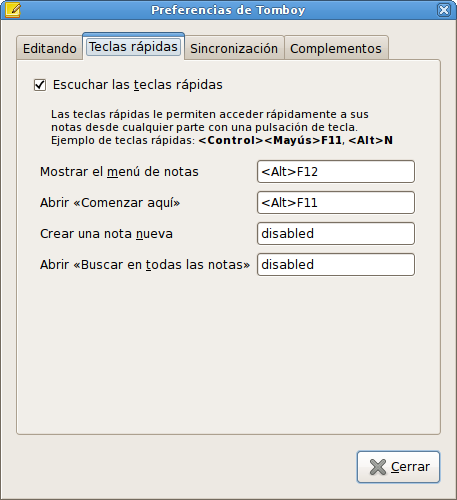 Preferencias de Tomboy
Editando Teclas rápidas Sincronización Complementos
Escuchar las teclas rápidas
Las teclas rápidas le permiten acceder rápidamente a sus
notas desde cualquier parte con una pulsación de tecla.
Ejemplo de teclas rápidas: <Control><Mayús>F11, <Alt>N
Mostrar el menú de notas <Alt>F12
Abrir «Comenzar aquí» <Alt>F11
Crear una nota nueva disabled
Abrir «Buscar en todas las notas» disabled
Cerrar